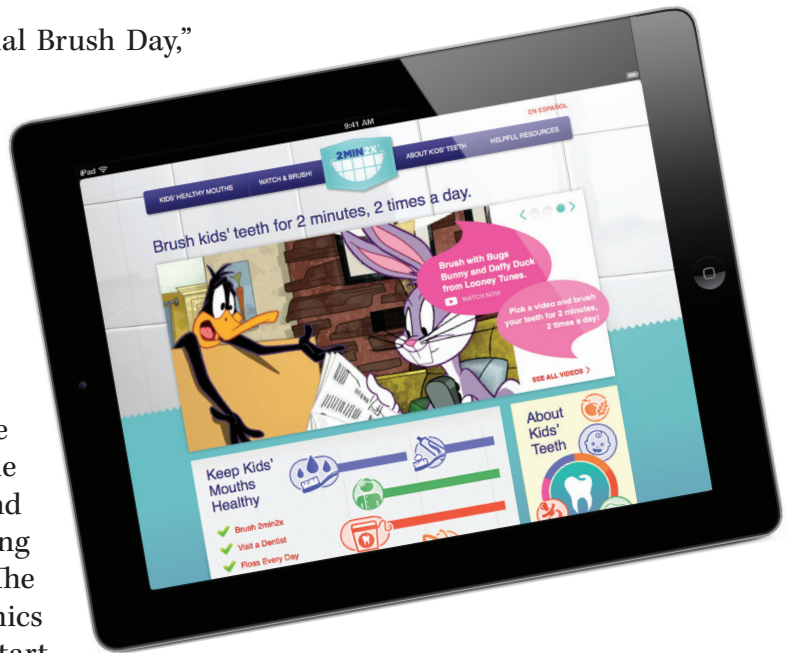 al Brush Day,”
iPad
9:41 AM
EN ESPAÑOL
KIDS' HEALTHY MOUTHS
WATCH & BRUSH!
2MIN2X
ABOUT KIDS' TEETH
HELPFUL RESOURCES
Brush kids' teeth for 2 minutes, 2 times a day.
Brush with Bugs
Bunny and Daffy Duck
from Looney Tunes.
WATCH NOW
Pick a video and brush
your teeth for 2 minutes,
2 times a day!
SEE ALL VIDEOS
Keep Kids'
Mouths
Healthy
Brush 2min2x
Visit a Dentist
Floss Every Day
About
Kids'
Teeth
e
le
nd
ng
The
nics
tart